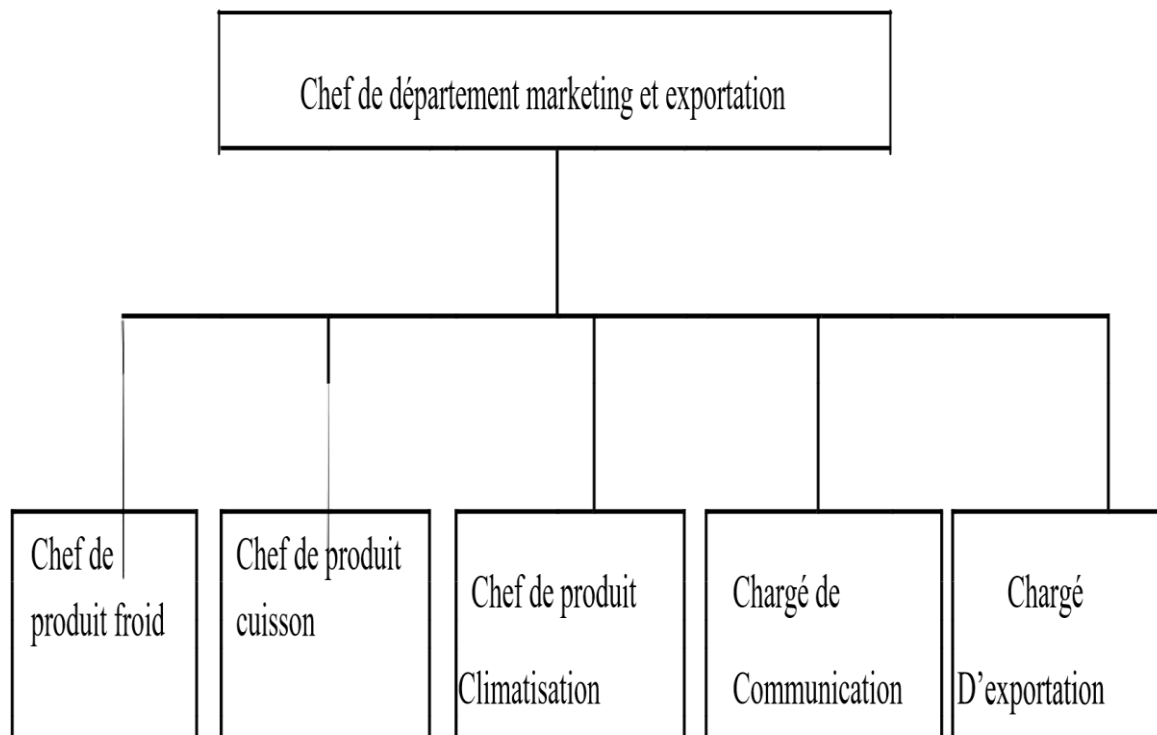 Chef de département marketing et exportation
Chef de
produit froid
Chef de produit
cuisson
Chef de produit
Climatisation
Chargé de
Communication
Chargé
D’exportation